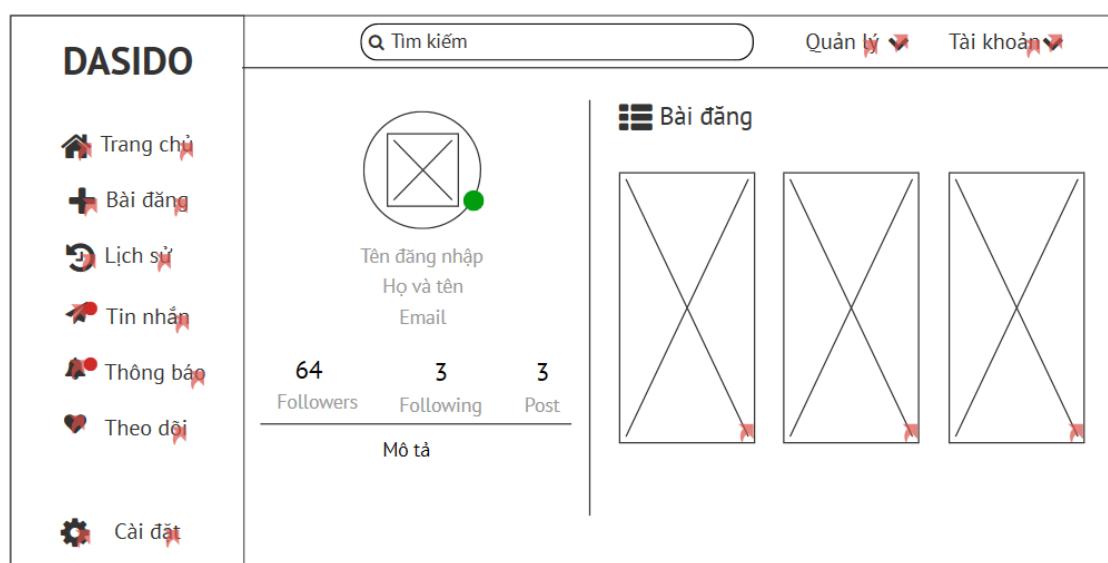 DASIDO
Tìm kiếm
Quản lý
Tài khoản
Trang chủ
Bài đăng
Lịch sử
Tin nhắn
Thông báo
Theo dõi
Cài đặt
Tên đăng nhập
Họ và tên
Email
64 3 3
Followers Following Post
Mô tả
Bài đăng